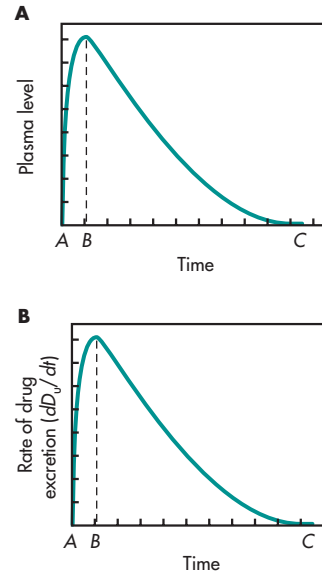 A
Plasma level
A B C
Time
B
Rate of drug
excretion (dDᵤ/dt)
A B C
Time